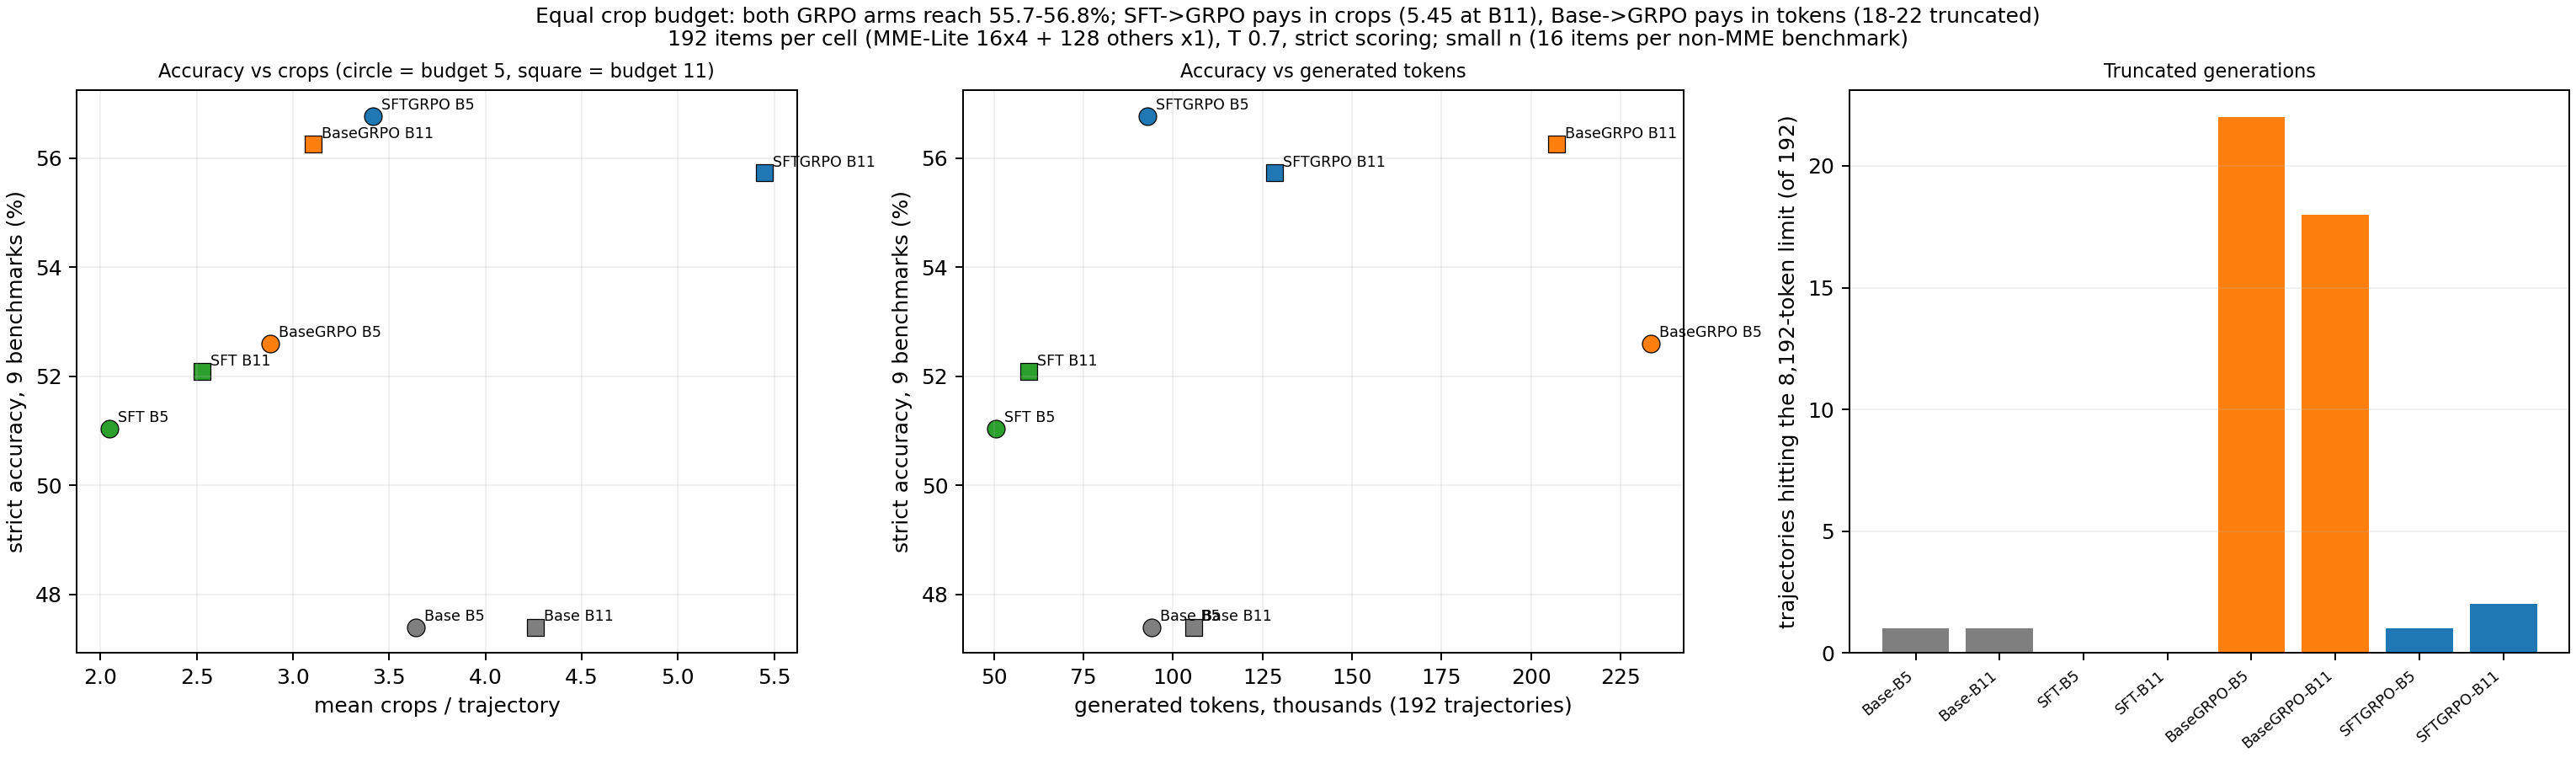 Equal crop budget: both GRPO arms reach 55.7-56.8%; SFT->GRPO pays in crops (5.45 at B11), Base->GRPO pays in tokens (18-22 truncated)
192 items per cell (MME-Lite 16x4 + 128 others x1), T 0.7, strict scoring; small n (16 items per non-MME benchmark)
Accuracy vs crops (circle = budget 5, square = budget 11)
strict accuracy, 9 benchmarks (%)
56
54
52
50
48
SFTGRPO B5
BaseGRPO B11
SFTGRPO B11
BaseGRPO B5
SFT B11
SFT B5
Base B5
Base B11
2.0 2.5 3.0 3.5 4.0 4.5 5.0 5.5
mean crops / trajectory
Accuracy vs generated tokens
strict accuracy, 9 benchmarks (%)
56
54
52
50
48
SFTGRPO B5
BaseGRPO B11
SFTGRPO B11
BaseGRPO B5
SFT B11
SFT B5
Base B5
Base B11
50 75 100 125 150 175 200 225
generated tokens, thousands (192 trajectories)
Truncated generations
trajectories hitting the 8,192-token limit (of 192)
20
15
10
5
0
Base-B5
Base-B11
SFT-B5
SFT-B11
BaseGRPO-B5
BaseGRPO-B11
SFTGRPO-B5
SFTGRPO-B11